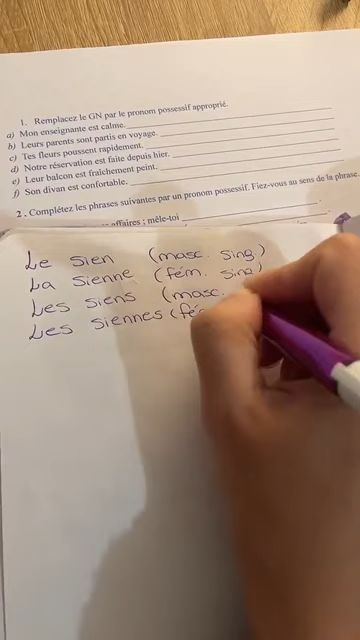 1. Remplacez le GN par le pronom possessif approprié.
a) Mon enseignante est calme.
b) Leurs parents sont partis en voyage.
c) Tes fleurs poussent rapidement.
d) Notre réservation est faite depuis hier.
e) Leur balcon est fraîchement peint.
f) Son divan est confortable.
2. Complétez les phrases suivantes par un pronom possessif. Fiez-vous au sens de la phrase.
affaires ; mêle-toi
Le sien (masc. sing)
La sienne (fém. sing)
Les siens (masc.
Les siennes (fé